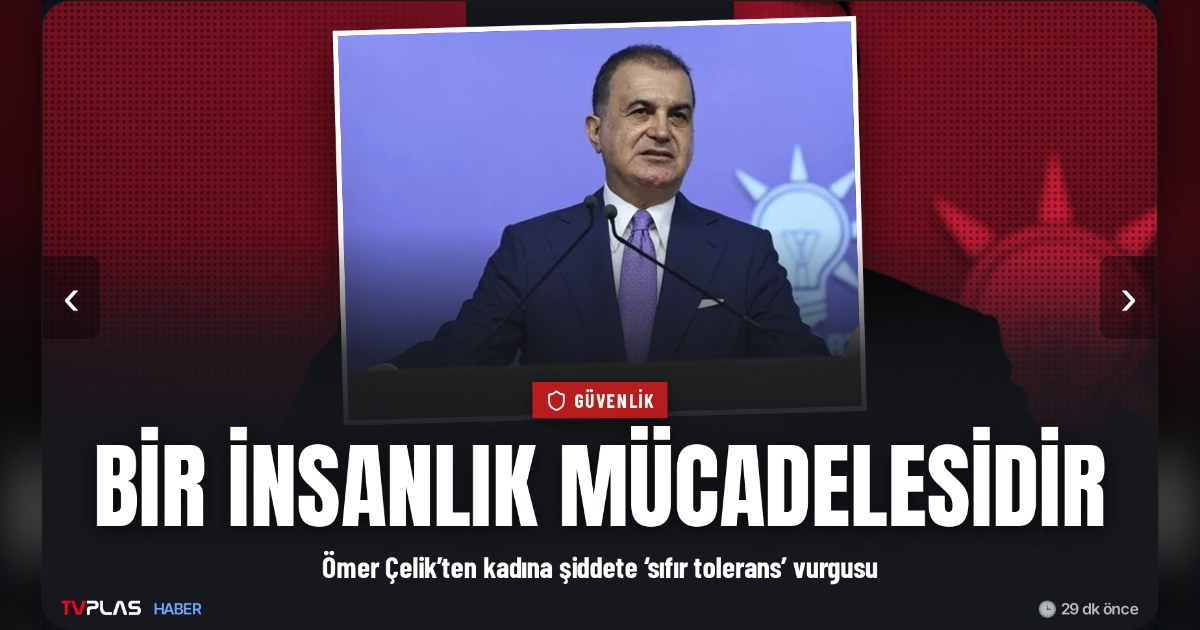 GÜVENLİK
BİR İNSANLIK MÜCADELESİDİR
Ömer Çelik’ten kadına şiddete ‘sıfır tolerans’ vurgusu
TVPLAS HABER
29 dk önce